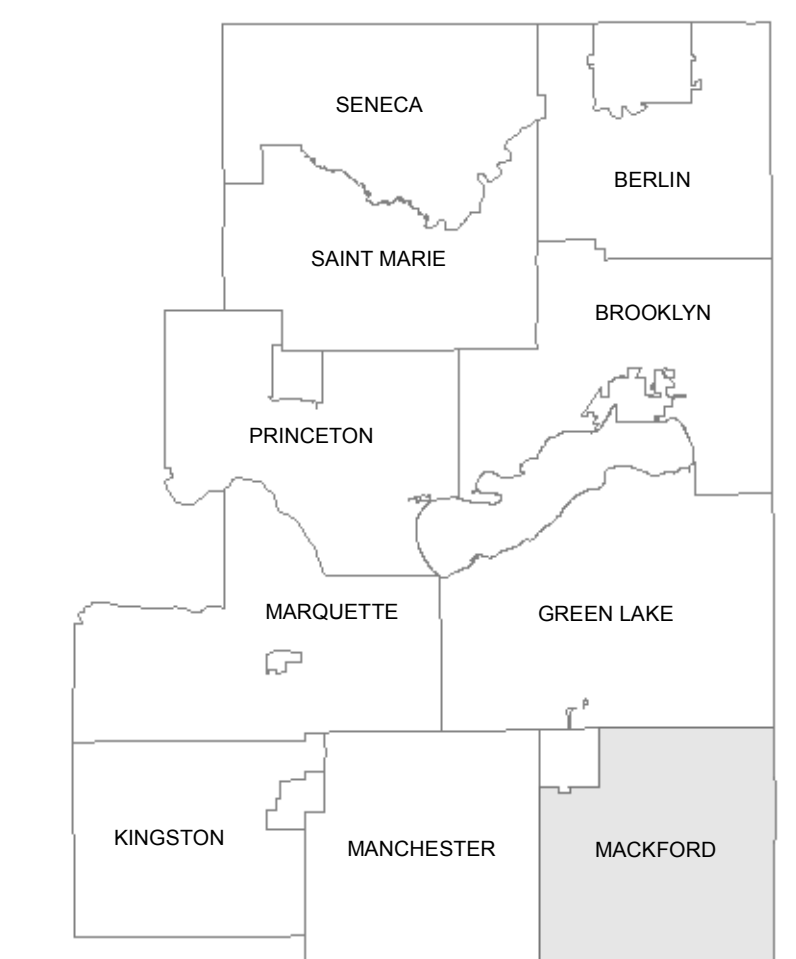 SENECA
BERLIN
SAINT MARIE
BROOKLYN
PRINCETON
MARQUETTE
GREEN LAKE
KINGSTON
MANCHESTER
MACKFORD